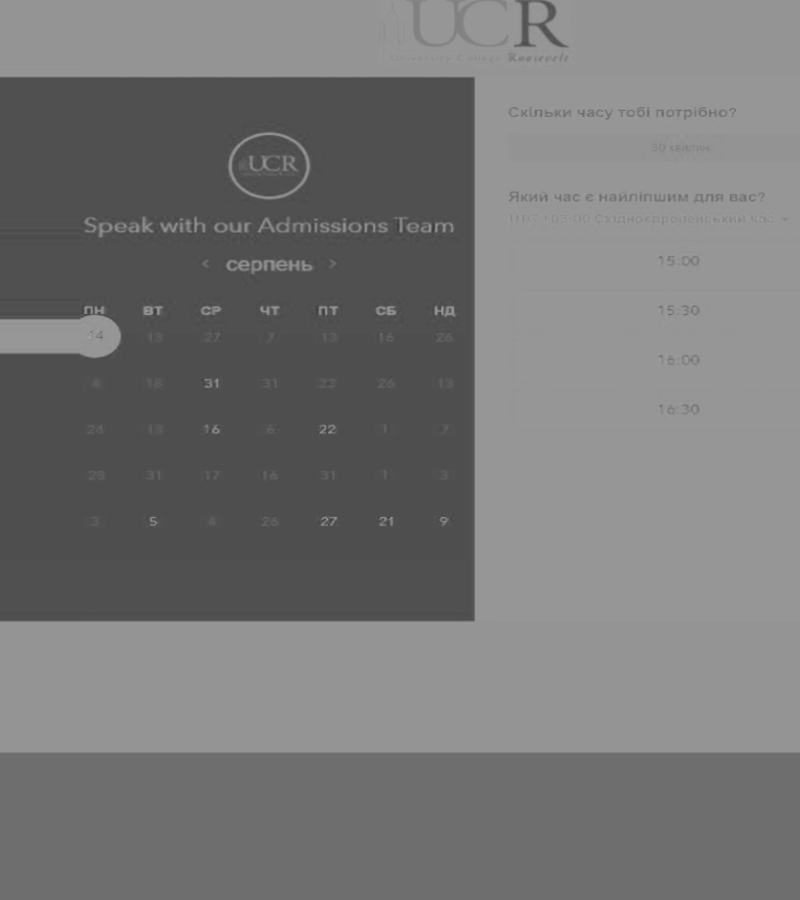 UCR
University College Roosevelt
UCR
Speak with our Admissions Team
< серпень >
ПН ВТ СР ЧТ ПТ СБ НД
14 13 27 7 13 16 26
4 18 31 31 23 26 13
24 13 16 6 22 1 7
28 31 17 16 31 1 3
3 5 4 26 27 21 9
Скільки часу тобі потрібно?
30 хвилин
Який час є найліпшим для вас?
UTC +03:00 Східноєвропейський час
15:00
15:30
16:00
16:30